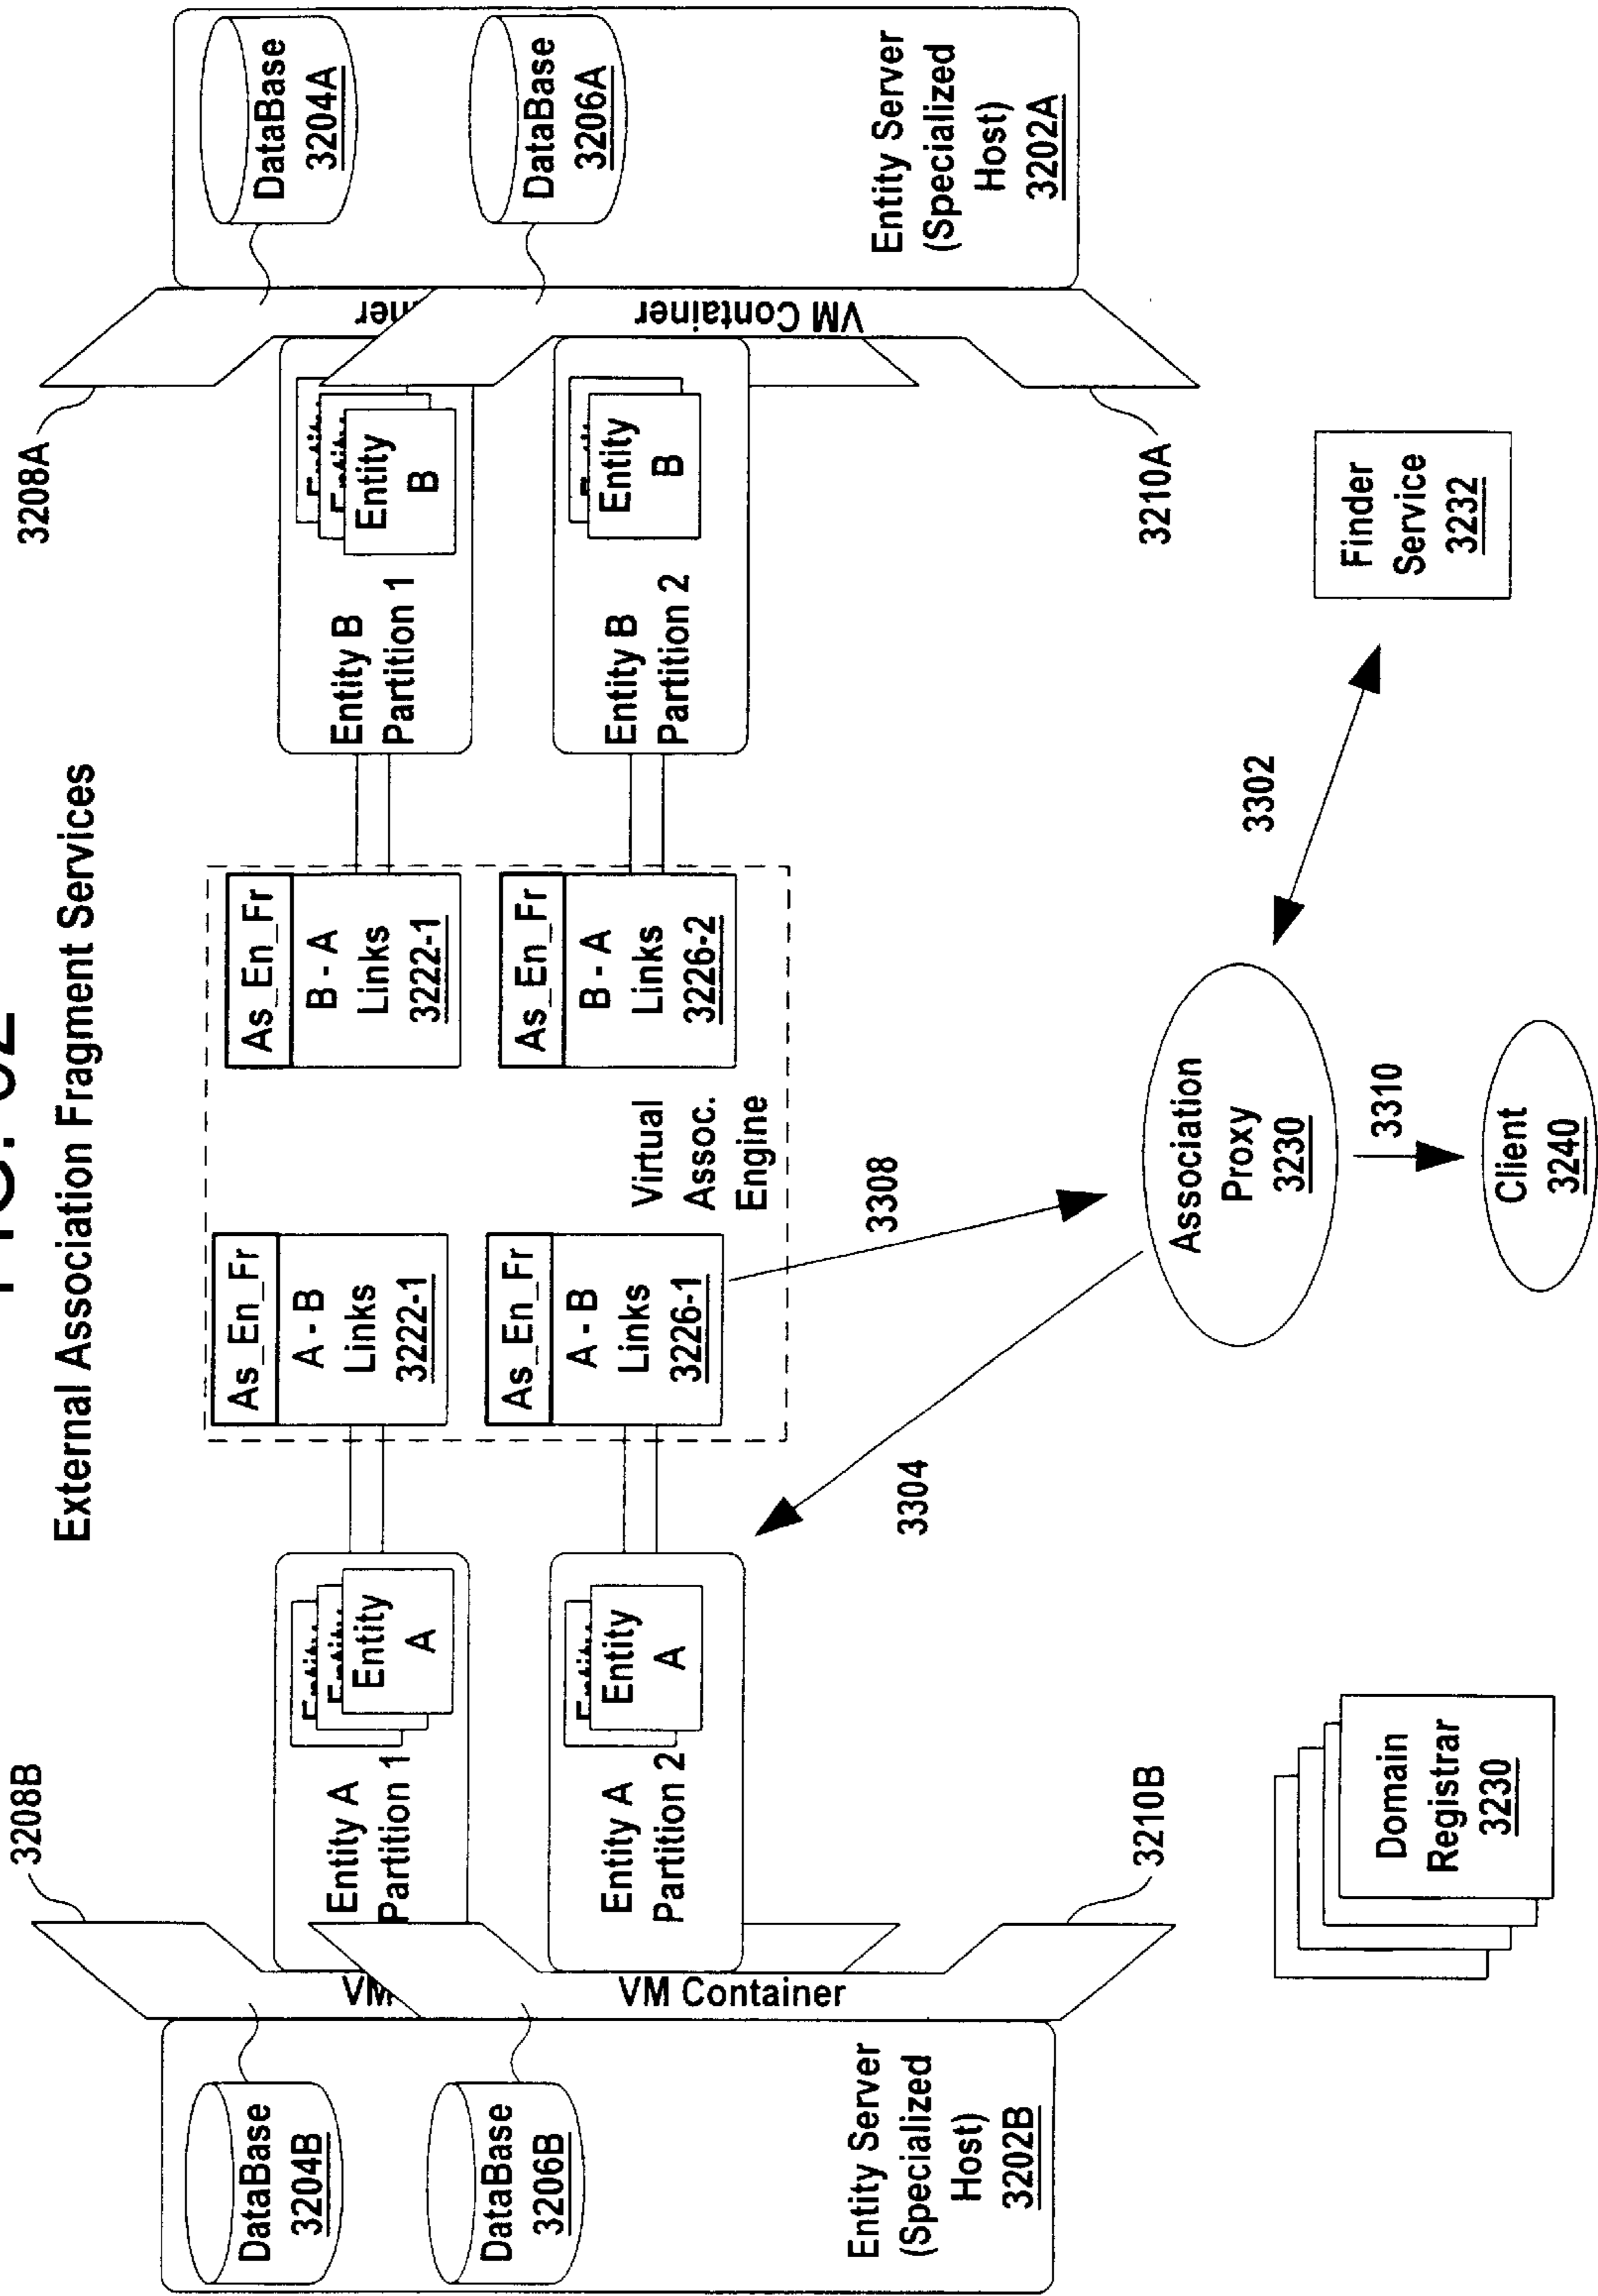 External Association Fragment Services
3208B
3208A
DataBase
3204B
DataBase
3206B
Entity Server
(Specialized
Host)
3202B
VM
VM Container
3210B
Entity A
Partition 1
Entity
A
Entity A
Partition 2
Entity
A
As_En_Fr
A - B
Links
3222-1
As_En_Fr
A - B
Links
3226-1
Virtual
Assoc.
Engine
As_En_Fr
B - A
Links
3222-1
As_En_Fr
B - A
Links
3226-2
Entity B
Partition 1
Entity
B
Entity B
Partition 2
Entity
B
VM Container
3210A
DataBase
3204A
DataBase
3206A
Entity Server
(Specialized
Host)
3202A
3304
3308
3302
Domain
Registrar
3230
Association
Proxy
3230
3310
Client
3240
Finder
Service
3232